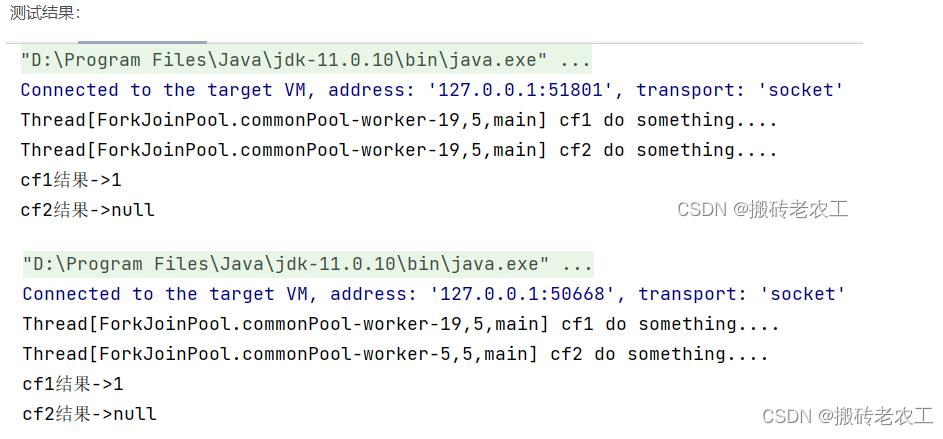 测试结果：
"D:\Program Files\Java\jdk-11.0.10\bin\java.exe" ...
Connected to the target VM, address: '127.0.0.1:51801', transport: 'socket'
Thread[ForkJoinPool.commonPool-worker-19,5,main] cf1 do something....
Thread[ForkJoinPool.commonPool-worker-19,5,main] cf2 do something....
cf1结果->1
cf2结果->null
CSDN @搬砖老农工
"D:\Program Files\Java\jdk-11.0.10\bin\java.exe" ...
Connected to the target VM, address: '127.0.0.1:50668', transport: 'socket'
Thread[ForkJoinPool.commonPool-worker-19,5,main] cf1 do something....
Thread[ForkJoinPool.commonPool-worker-5,5,main] cf2 do something....
cf1结果->1
cf2结果->null
CSDN @搬砖老农工